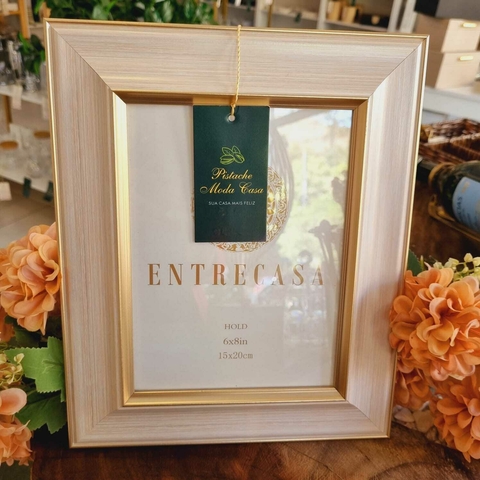 Pistache
Moda Casa
SUA CASA MAIS FELIZ
ENTRECASA
HOLD
6x8in
15x20cm